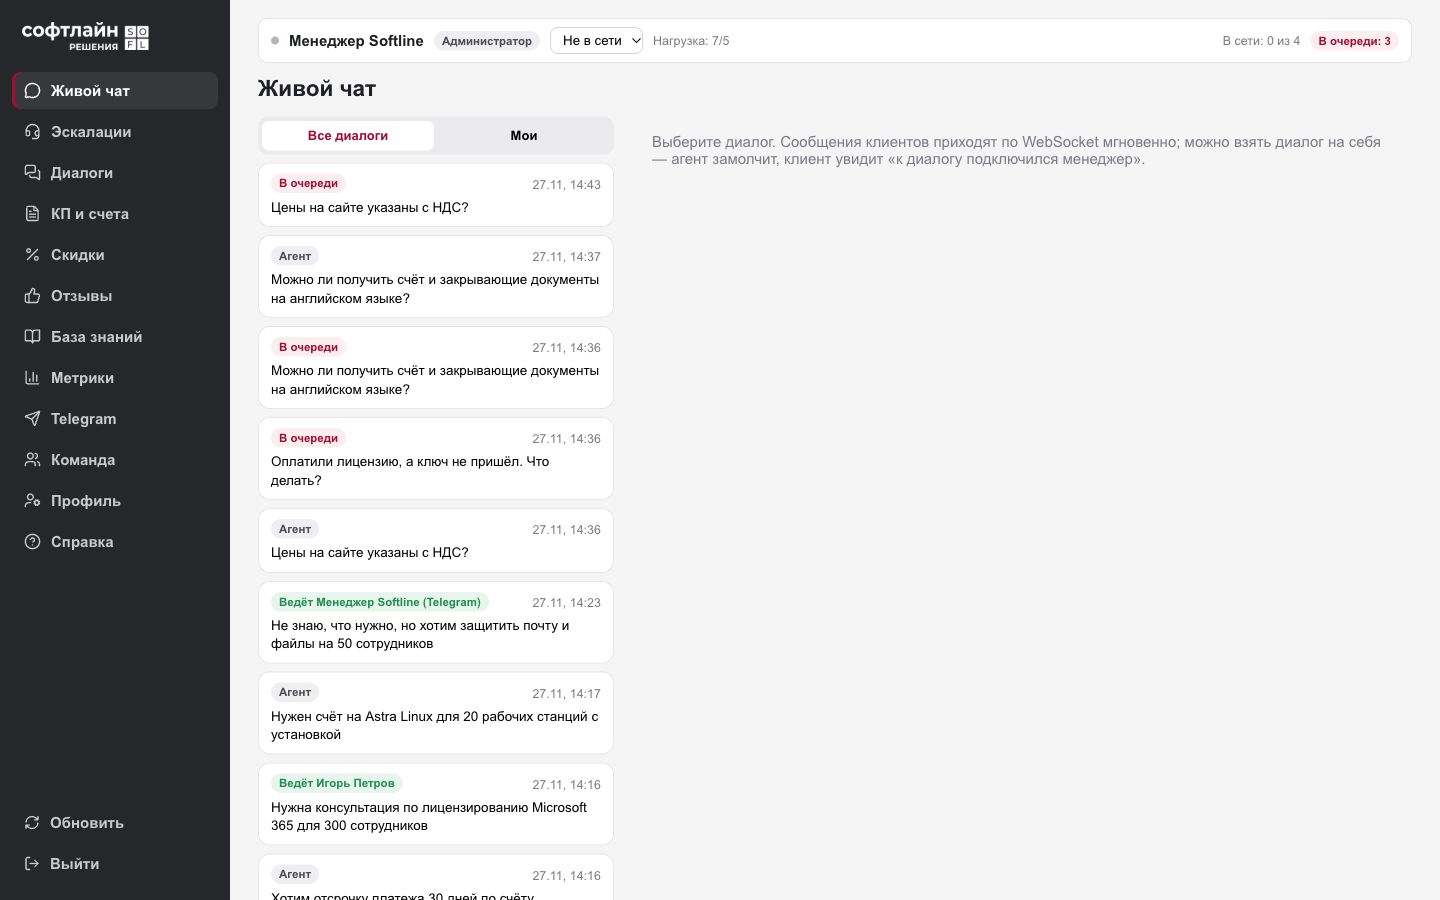 софтлайн
РЕШЕНИЯ
SO
FL
Живой чат
Эскалации
Диалоги
КП и счета
Скидки
Отзывы
База знаний
Метрики
Telegram
Команда
Профиль
Справка
Обновить
Выйти
Менеджер Softline Администратор Не в сети Нагрузка: 7/5 В сети: 0 из 4 В очереди: 3
Живой чат
Все диалоги Мои
В очереди 27.11, 14:43
Цены на сайте указаны с НДС?
Агент 27.11, 14:37
Можно ли получить счёт и закрывающие документы
на английском языке?
В очереди 27.11, 14:36
Можно ли получить счёт и закрывающие документы
на английском языке?
В очереди 27.11, 14:36
Оплатили лицензию, а ключ не пришёл. Что
делать?
Агент 27.11, 14:36
Цены на сайте указаны с НДС?
Ведёт Менеджер Softline (Telegram) 27.11, 14:23
Не знаю, что нужно, но хотим защитить почту и
файлы на 50 сотрудников
Агент 27.11, 14:17
Нужен счёт на Astra Linux для 20 рабочих станций с
установкой
Ведёт Игорь Петров 27.11, 14:16
Нужна консультация по лицензированию Microsoft
365 для 300 сотрудников
Агент 27.11, 14:16
Хотим отсрочку платежа 30 дней по счёту
Выберите диалог. Сообщения клиентов приходят по WebSocket мгновенно; можно взять диалог на себя
— агент замолчит, клиент увидит «к диалогу подключился менеджер».